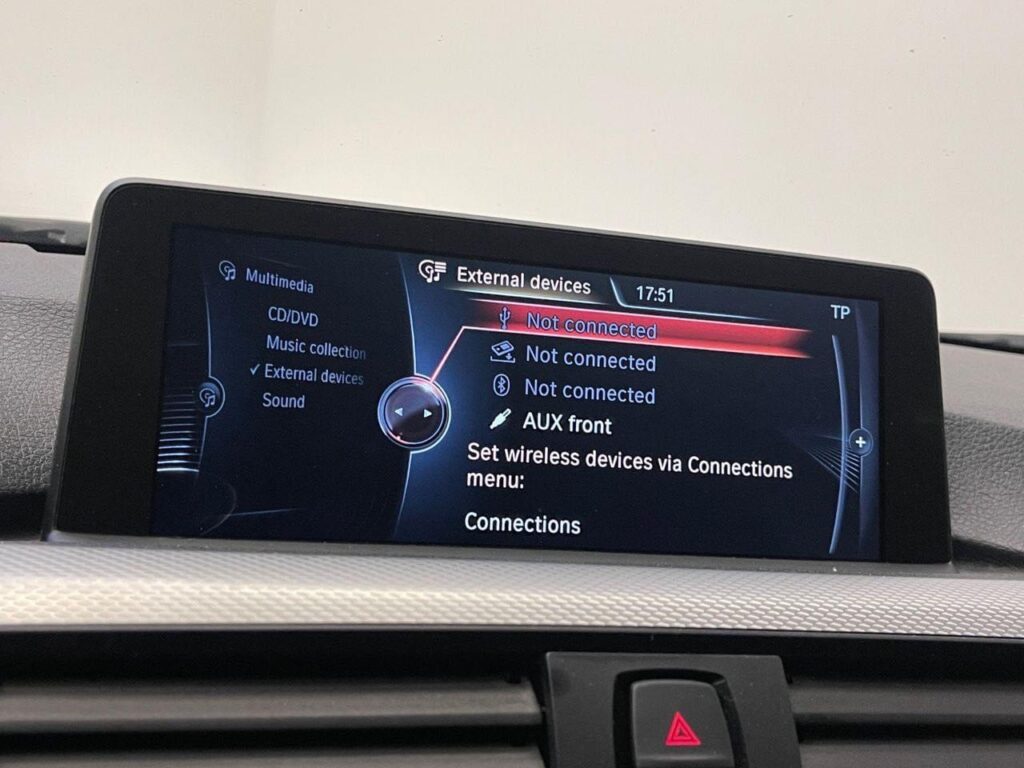 Multimedia
CD/DVD
Music collection
External devices
Sound
External devices
17:51
TP
Not connected
Not connected
Not connected
AUX front
Set wireless devices via Connections
menu:
Connections